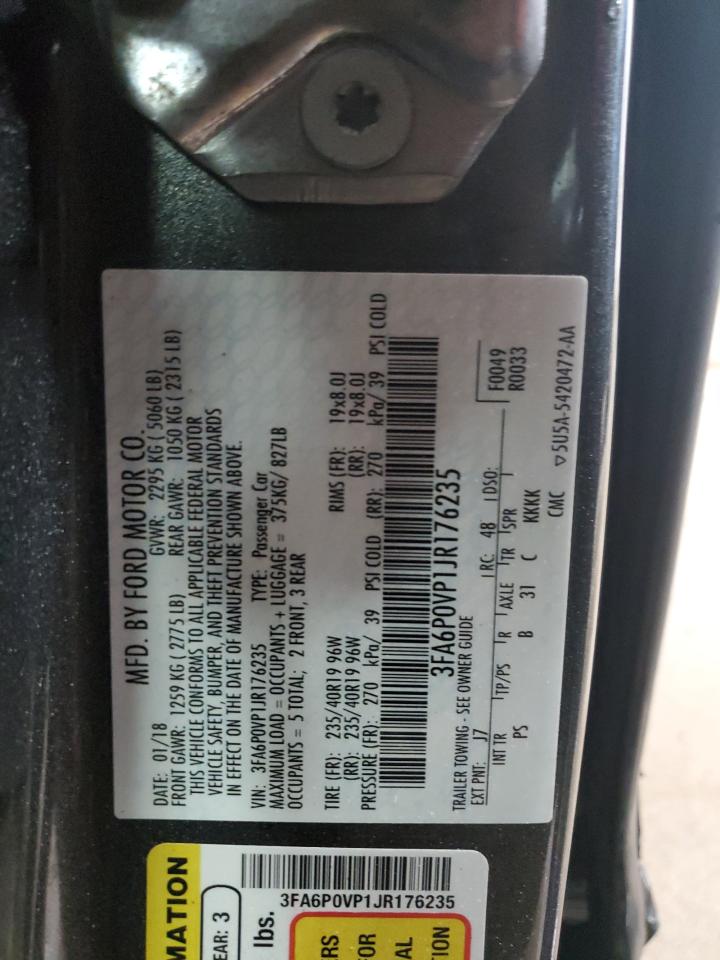 MFD. BY FORD MOTOR CO.
DATE: 01/18 GVWR: 2295 KG ( 5060 LB)
FRONT GAWR: 1259 KG ( 2775 LB) REAR GAWR: 1050 KG ( 2315 LB)
THIS VEHICLE CONFORMS TO ALL APPLICABLE FEDERAL MOTOR
VEHICLE SAFETY, BUMPER, AND THEFT PREVENTION STANDARDS
IN EFFECT ON THE DATE OF MANUFACTURE SHOWN ABOVE.
VIN: 3FA6P0VP1JR176235 TYPE: Passenger Car
MAXIMUM LOAD = OCCUPANTS + LUGGAGE = 375KG/ 827LB
OCCUPANTS = 5 TOTAL; 2 FRONT, 3 REAR
TIRE (FR): 235/40R19 96W RIMS (FR): 19x8.0J
(RR): 235/40R19 96W (RR): 19x8.0J
PRESSURE (FR): 270 kPa/ 39 PSI COLD (RR): 270 kPa/ 39 PSI COLD
3FA6P0VP1JR176235
TRAILER TOWING - SEE OWNER GUIDE
EXT PNT: J7 RC: 48 DSO: F0049
R0033
INT TR TP/PS R AXLE TR SPR
PS B 31 C KKKK
CMC ▽5U5A-5420472-AA
MATION
EAR: 3
lbs.
3FA6P0VP1JR176235
ERS
FOR
AL
TION